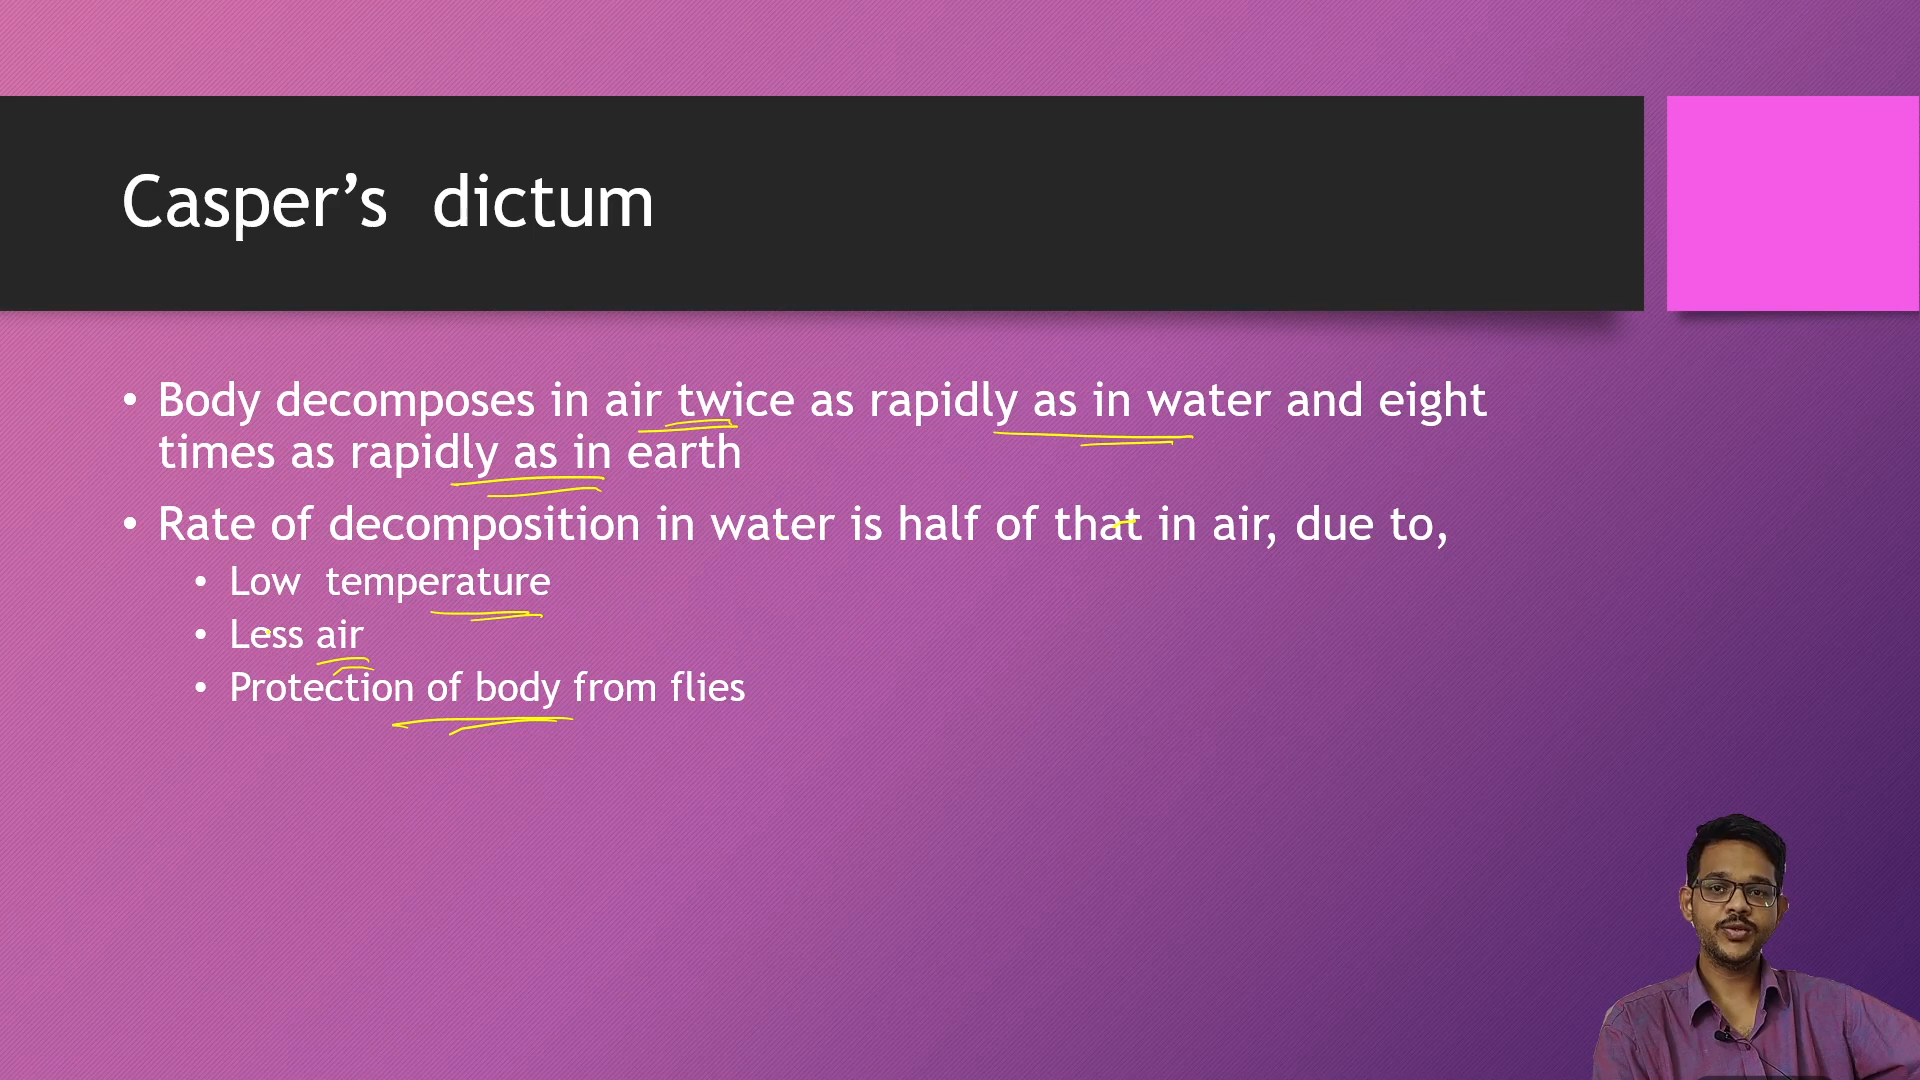 Casper’s dictum
• Body decomposes in air twice as rapidly as in water and eight
times as rapidly as in earth
• Rate of decomposition in water is half of that in air, due to,
• Low temperature
• Less air
• Protection of body from flies